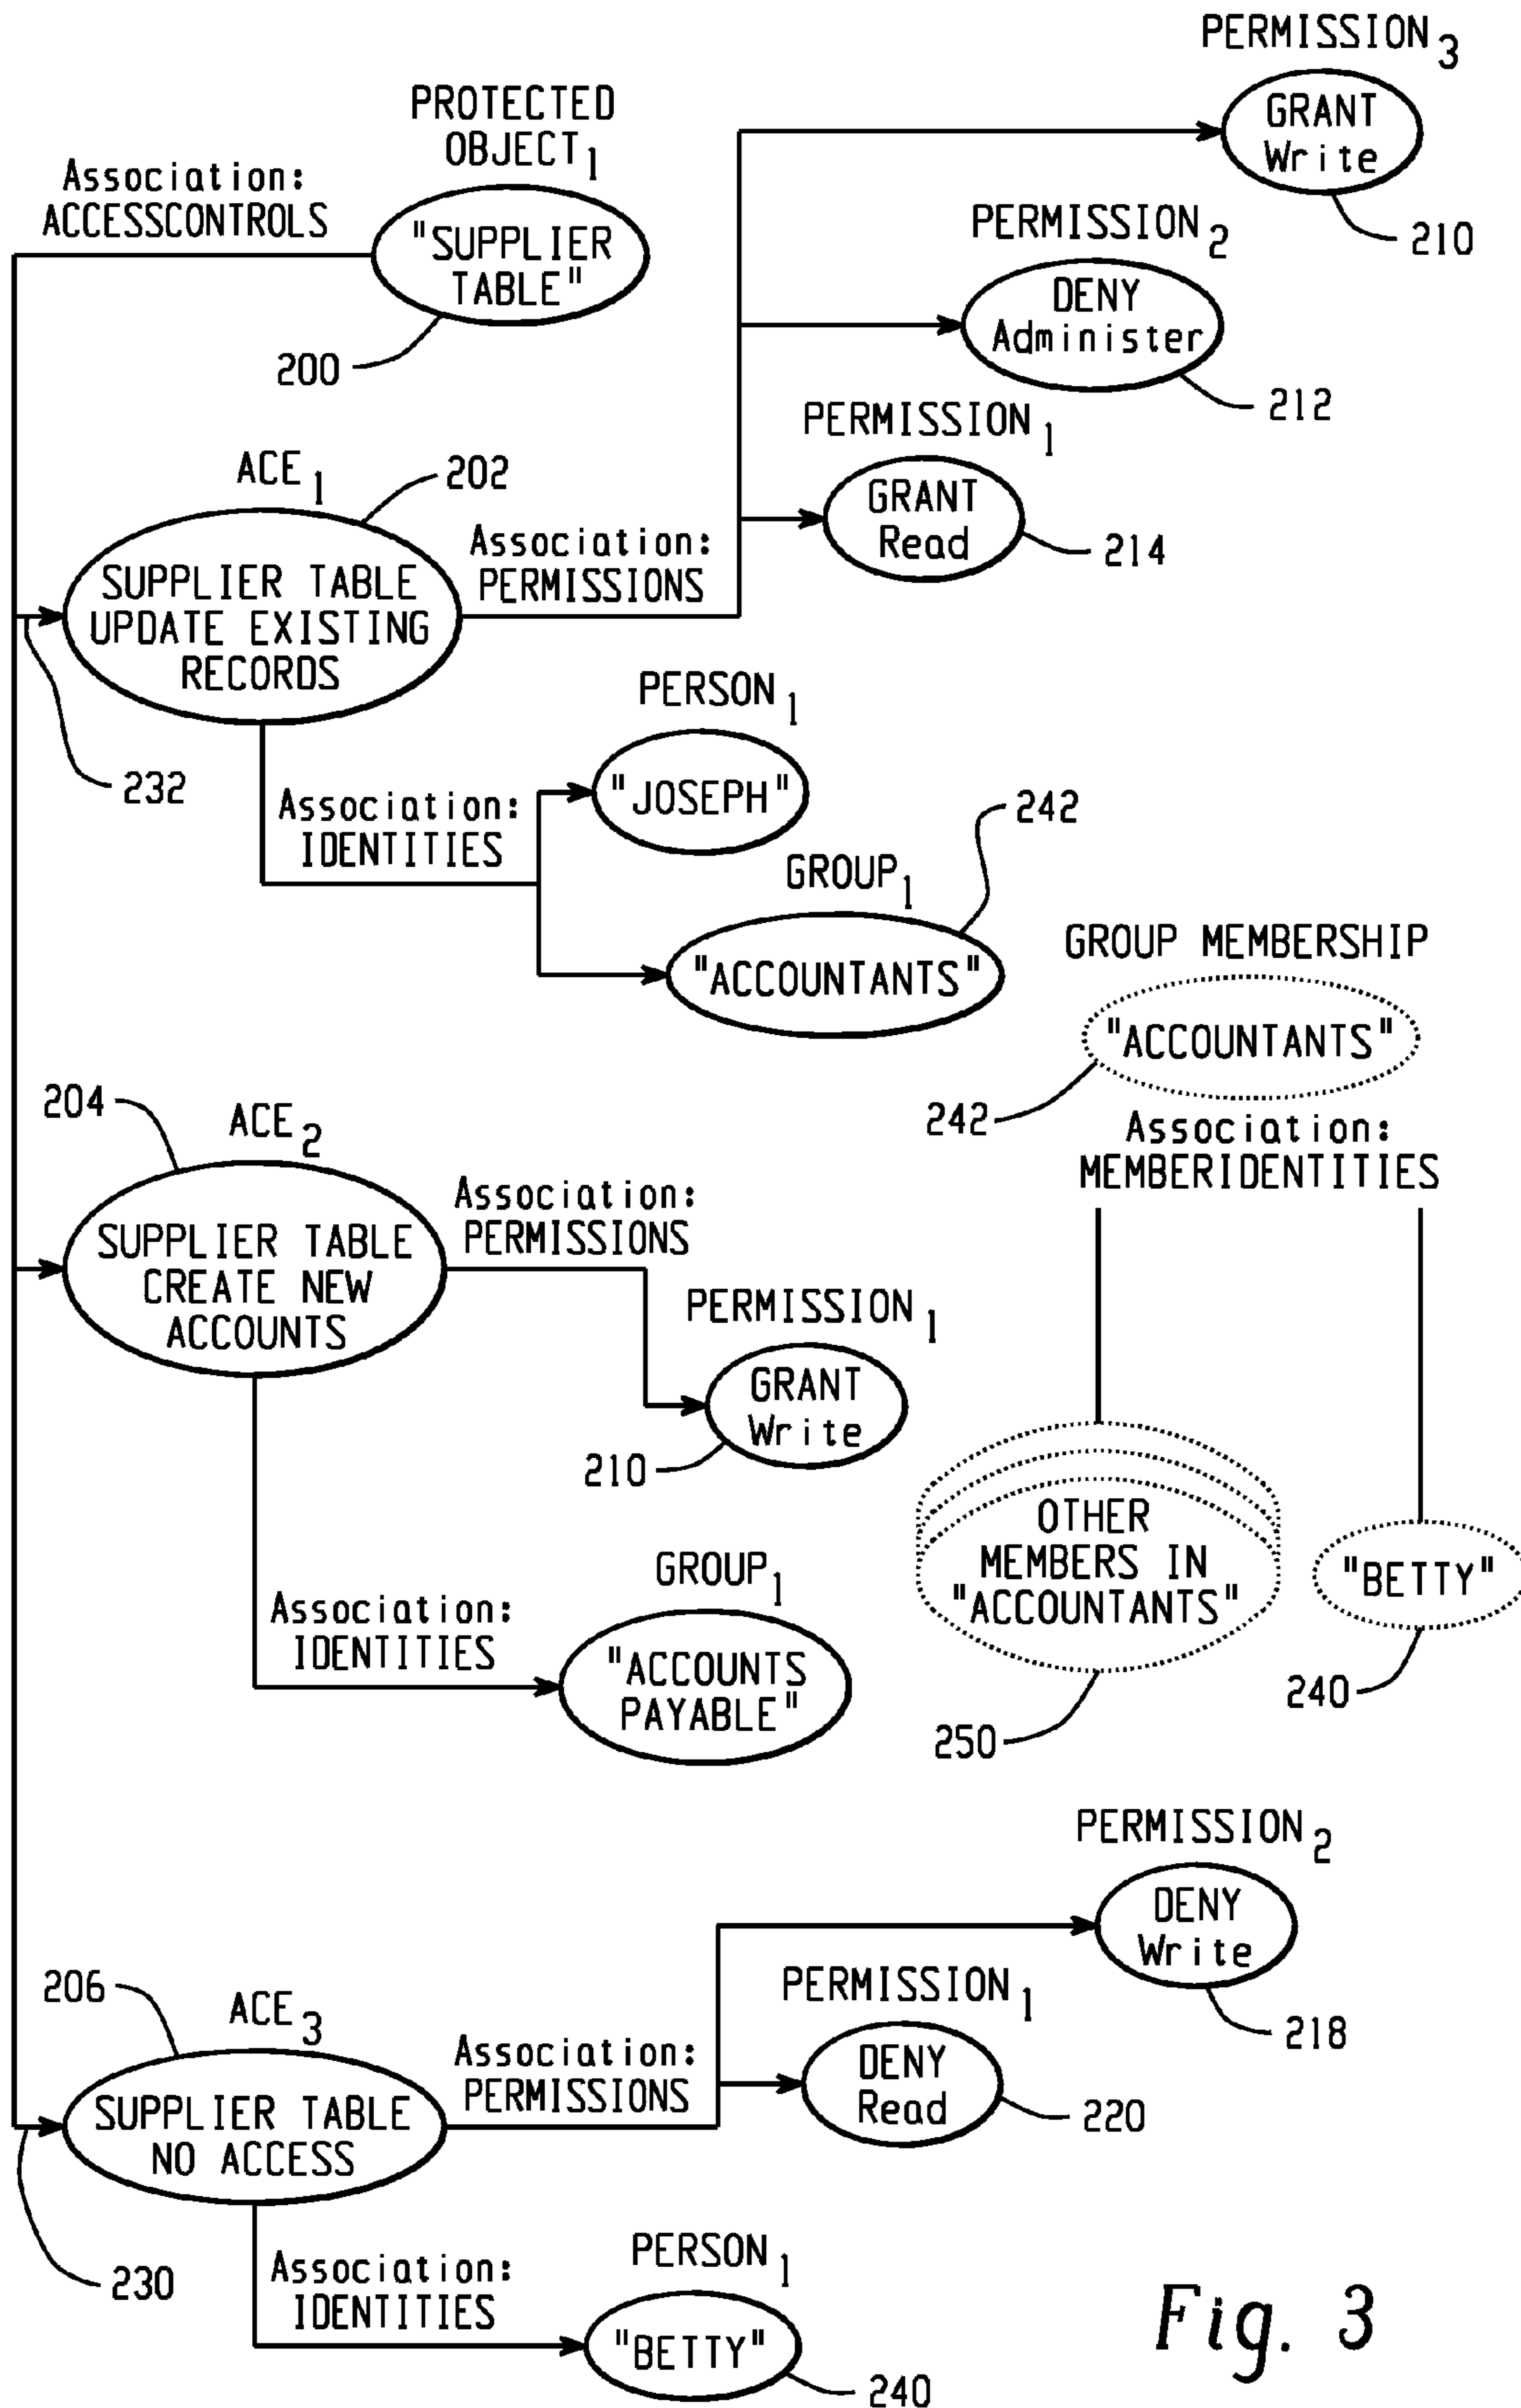 PERMISSION3
GRANT
Write
210
PROTECTED
OBJECT1
Association:
ACCESSCONTROLS
"SUPPLIER
TABLE"
200
PERMISSION2
DENY
Administer
212
PERMISSION1
GRANT
Read
214
ACE1
202
SUPPLIER TABLE
UPDATE EXISTING
RECORDS
Association:
PERMISSIONS
232
PERSON1
"JOSEPH"
Association:
IDENTITIES
242
GROUP1
"ACCOUNTANTS"
GROUP MEMBERSHIP
"ACCOUNTANTS"
242
Association:
MEMBERIDENTITIES
204
ACE2
SUPPLIER TABLE
CREATE NEW
ACCOUNTS
Association:
PERMISSIONS
PERMISSION1
GRANT
Write
210
OTHER
MEMBERS IN
"ACCOUNTANTS"
250
"BETTY"
240
GROUP1
Association:
IDENTITIES
"ACCOUNTS
PAYABLE"
PERMISSION2
DENY
Write
218
206
ACE3
SUPPLIER TABLE
NO ACCESS
Association:
PERMISSIONS
PERMISSION1
DENY
Read
220
230
Association:
IDENTITIES
PERSON1
"BETTY"
240
Fig. 3